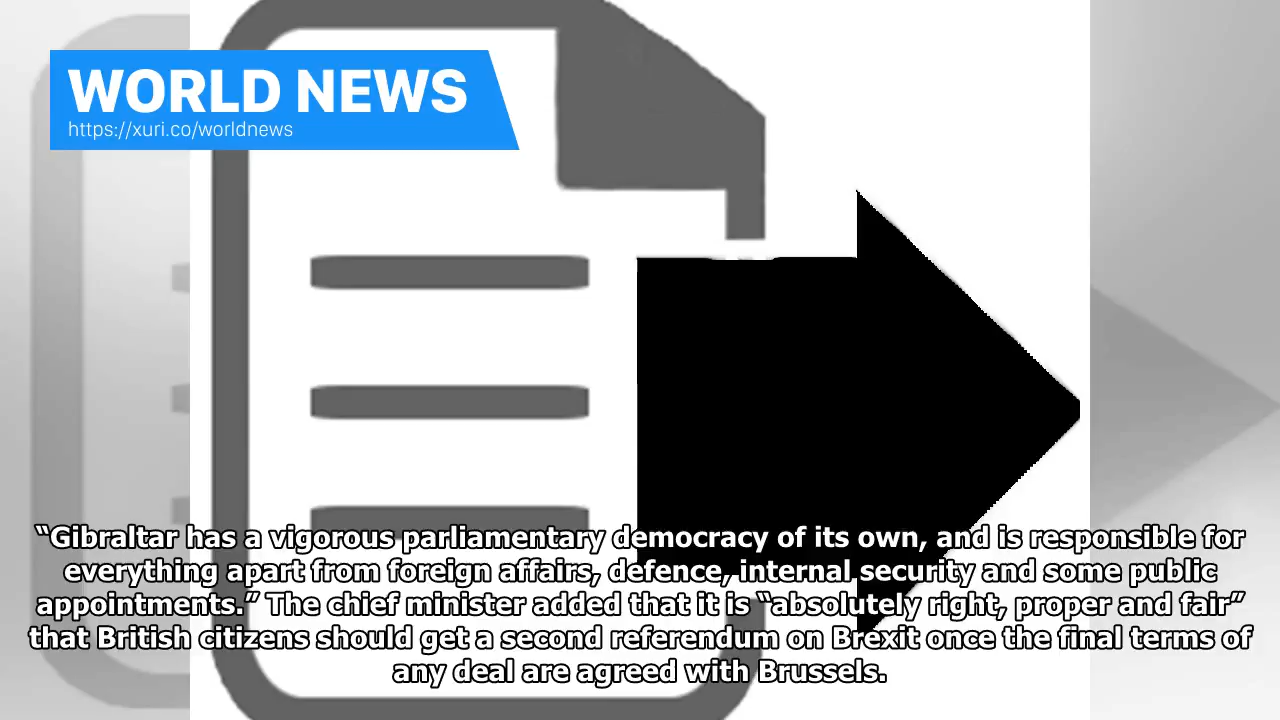 WORLD NEWS
https://xuri.co/worldnews
“Gibraltar has a vigorous parliamentary democracy of its own, and is responsible for
everything apart from foreign affairs, defence, internal security and some public
appointments.” The chief minister added that it is “absolutely right, proper and fair”
that British citizens should get a second referendum on Brexit once the final terms of
any deal are agreed with Brussels.